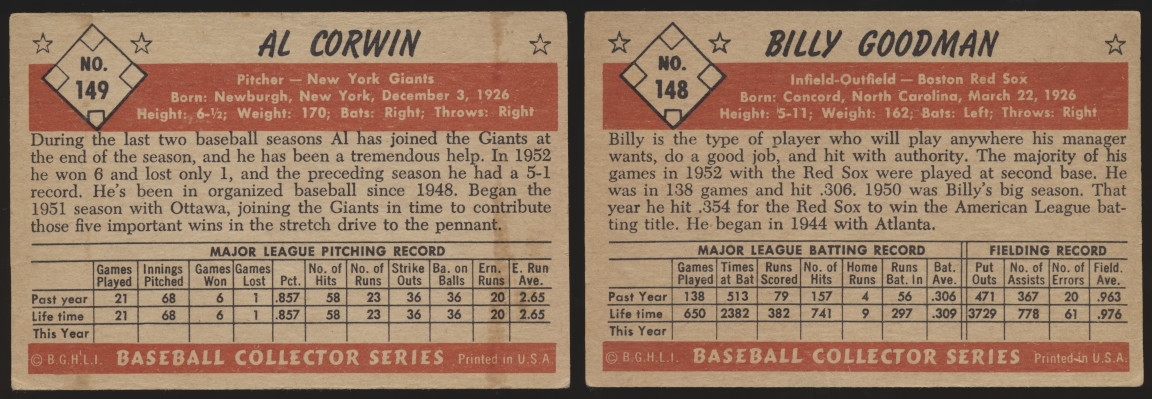 NO.
149
AL CORWIN
Pitcher — New York Giants
Born: Newburgh, New York, December 3, 1926
Height: 6-½; Weight: 170; Bats: Right; Throws: Right
During the last two baseball seasons Al has joined the Giants at
the end of the season, and he has been a tremendous help. In 1952
he won 6 and lost only 1, and the preceding season he had a 5-1
record. He's been in organized baseball since 1948. Began the
1951 season with Ottawa, joining the Giants in time to contribute
those five important wins in the stretch drive to the pennant.
MAJOR LEAGUE PITCHING RECORD
Games Played Innings Pitched Games Won Games Lost Pct. No. of Hits No. of Runs Strike Outs Ba. on Balls Ern. Runs E. Run Ave.
Past year 21 68 6 1 .857 58 23 36 36 20 2.65
Life time 21 68 6 1 .857 58 23 36 36 20 2.65
This Year
© B.G.H.L.I. BASEBALL COLLECTOR SERIES Printed in U.S.A.
NO.
148
BILLY GOODMAN
Infield-Outfield — Boston Red Sox
Born: Concord, North Carolina, March 22, 1926
Height: 5-11; Weight: 162; Bats: Left; Throws: Right
Billy is the type of player who will play anywhere his manager
wants, do a good job, and hit with authority. The majority of his
games in 1952 with the Red Sox were played at second base. He
was in 138 games and hit .306. 1950 was Billy's big season. That
year he hit .354 for the Red Sox to win the American League bat-
ting title. He began in 1944 with Atlanta.
MAJOR LEAGUE BATTING RECORD FIELDING RECORD
Games Played Times at Bat Runs Scored No. of Hits Home Runs Runs Bat. In Bat. Ave. Put Outs No. of Assists No. of Errors Field. Ave.
Past Year 138 513 79 157 4 56 .306 471 367 20 .963
Life time 650 2382 382 741 9 297 .309 3729 778 61 .976
This Year
© B.G.H.L.I. BASEBALL COLLECTOR SERIES Printed in U.S.A.